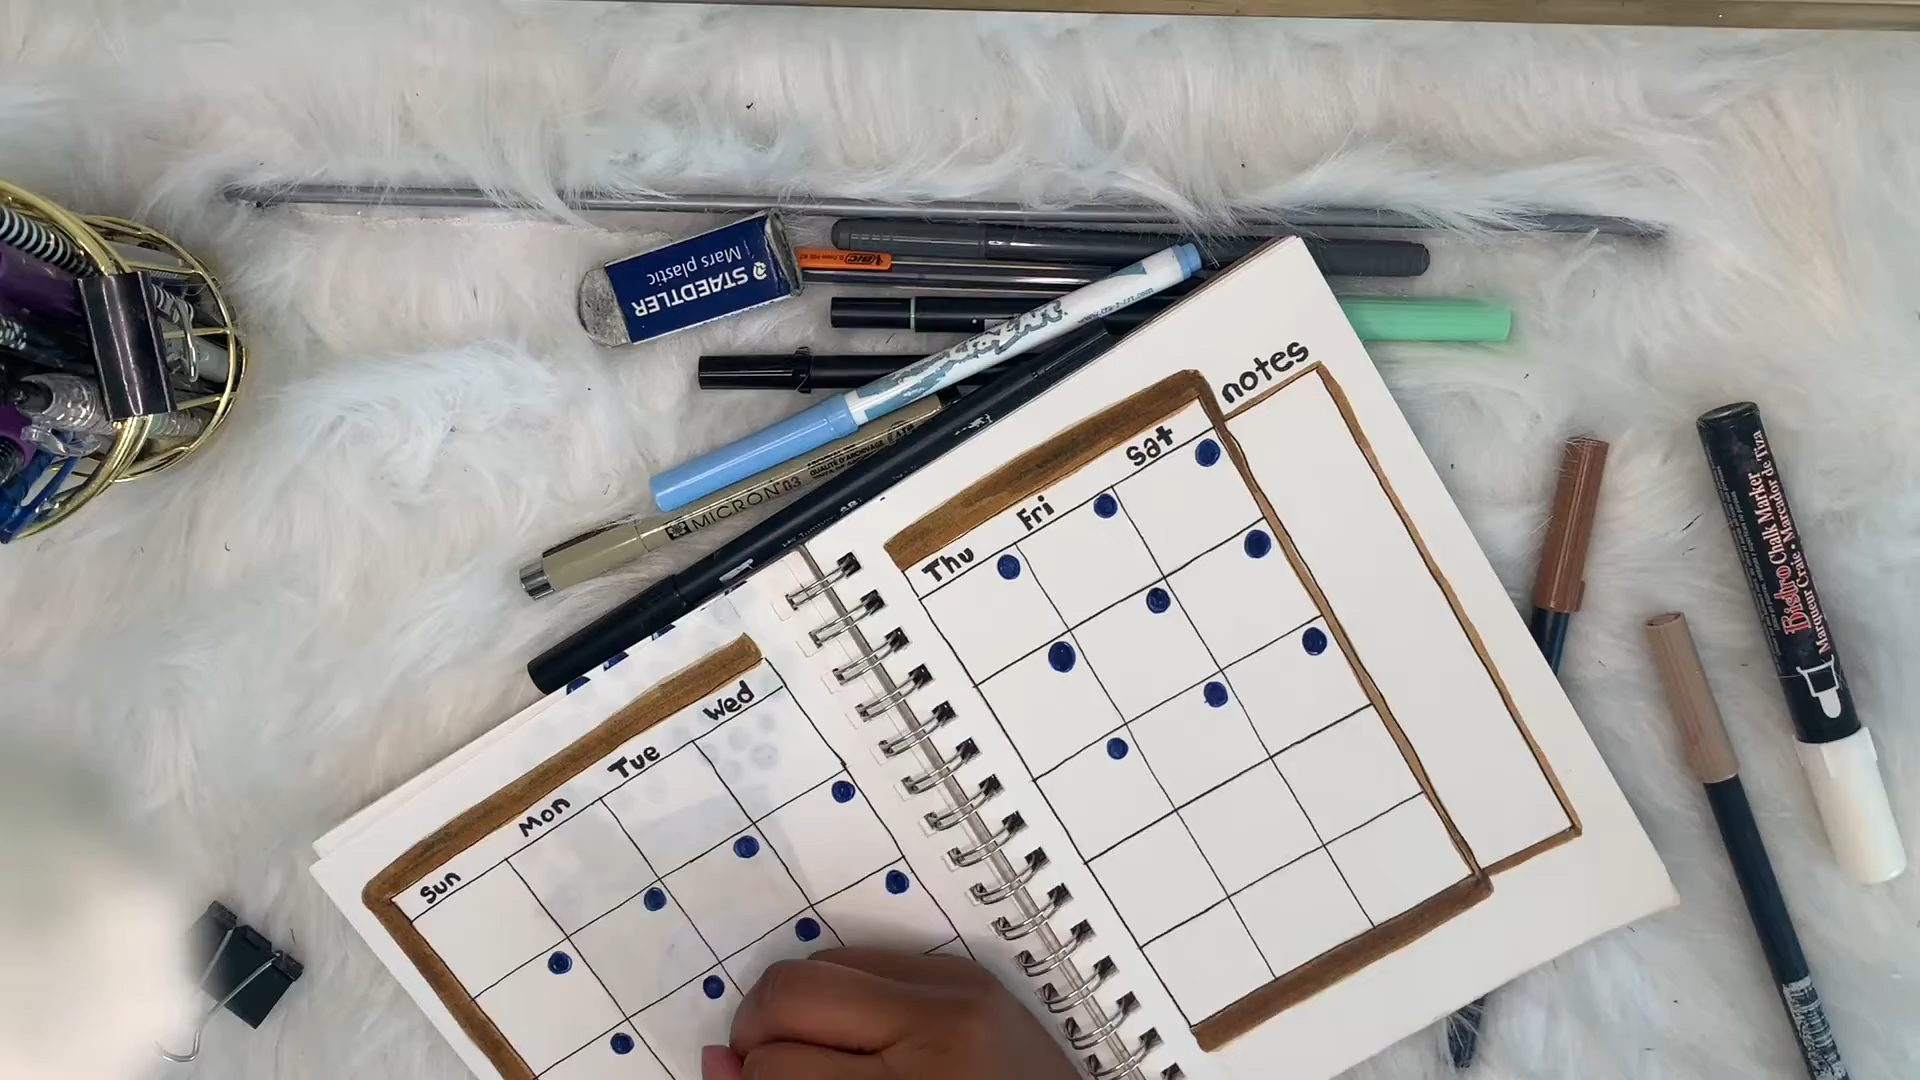 STAEDTLER
Mars plastic
BIC
MICRON 03
notes
Sun
Mon
Tue
Wed
Thu
Fri
Sat
Bistro Chalk Marker
Marqueur Craie • Marcador de Tiza